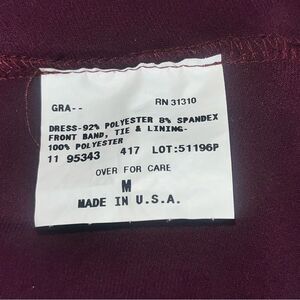 GRA-- RN 31310
DRESS-92% POLYESTER 8% SPANDEX
FRONT BAND, TIE & LINING-
100% POLYESTER
11 95343 417 LOT:51196P
OVER FOR CARE
M
MADE IN U.S.A.